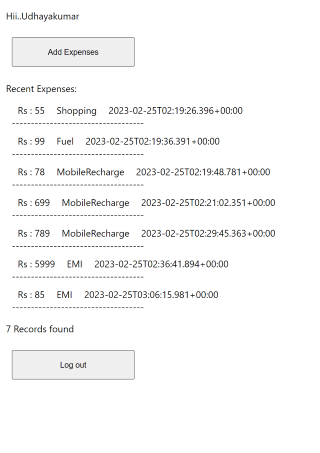 Hii..Udhayakumar
Add Expenses
Recent Expenses:
Rs : 55 Shopping 2023-02-25T02:19:26.396+00:00
-----------------------------------
Rs : 99 Fuel 2023-02-25T02:19:36.391+00:00
-----------------------------------
Rs : 78 MobileRecharge 2023-02-25T02:19:48.781+00:00
-----------------------------------
Rs : 699 MobileRecharge 2023-02-25T02:21:02.351+00:00
-----------------------------------
Rs : 789 MobileRecharge 2023-02-25T02:29:45.363+00:00
-----------------------------------
Rs : 5999 EMI 2023-02-25T02:36:41.894+00:00
-----------------------------------
Rs : 85 EMI 2023-02-25T03:06:15.981+00:00
-----------------------------------
7 Records found
Log out